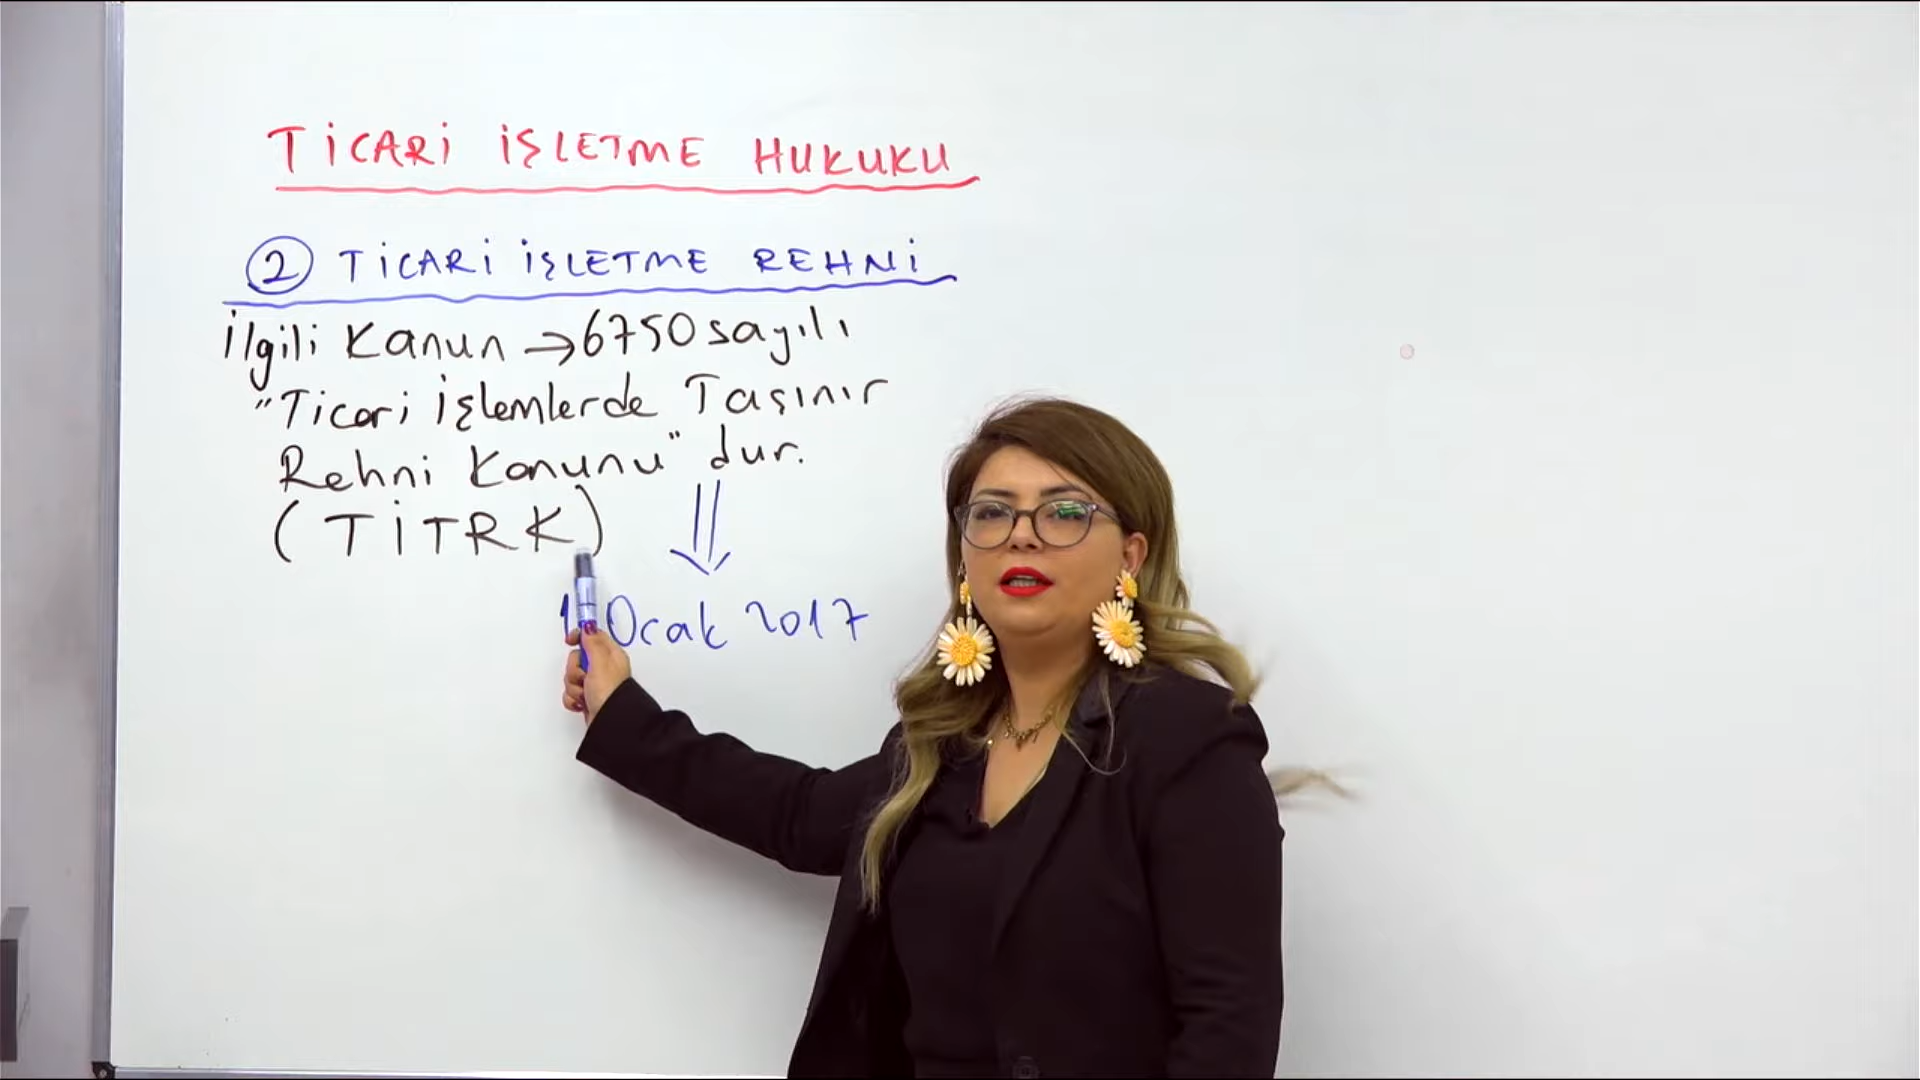 TİCARİ İŞLETME HUKUKU
2 TİCARİ İŞLETME REHNİ
İlgili Kanun → 6750 sayılı
"Ticari İşlemlerde Taşınır
Rehni Kanunu" dur.
(TİTRK)
1 Ocak 2017